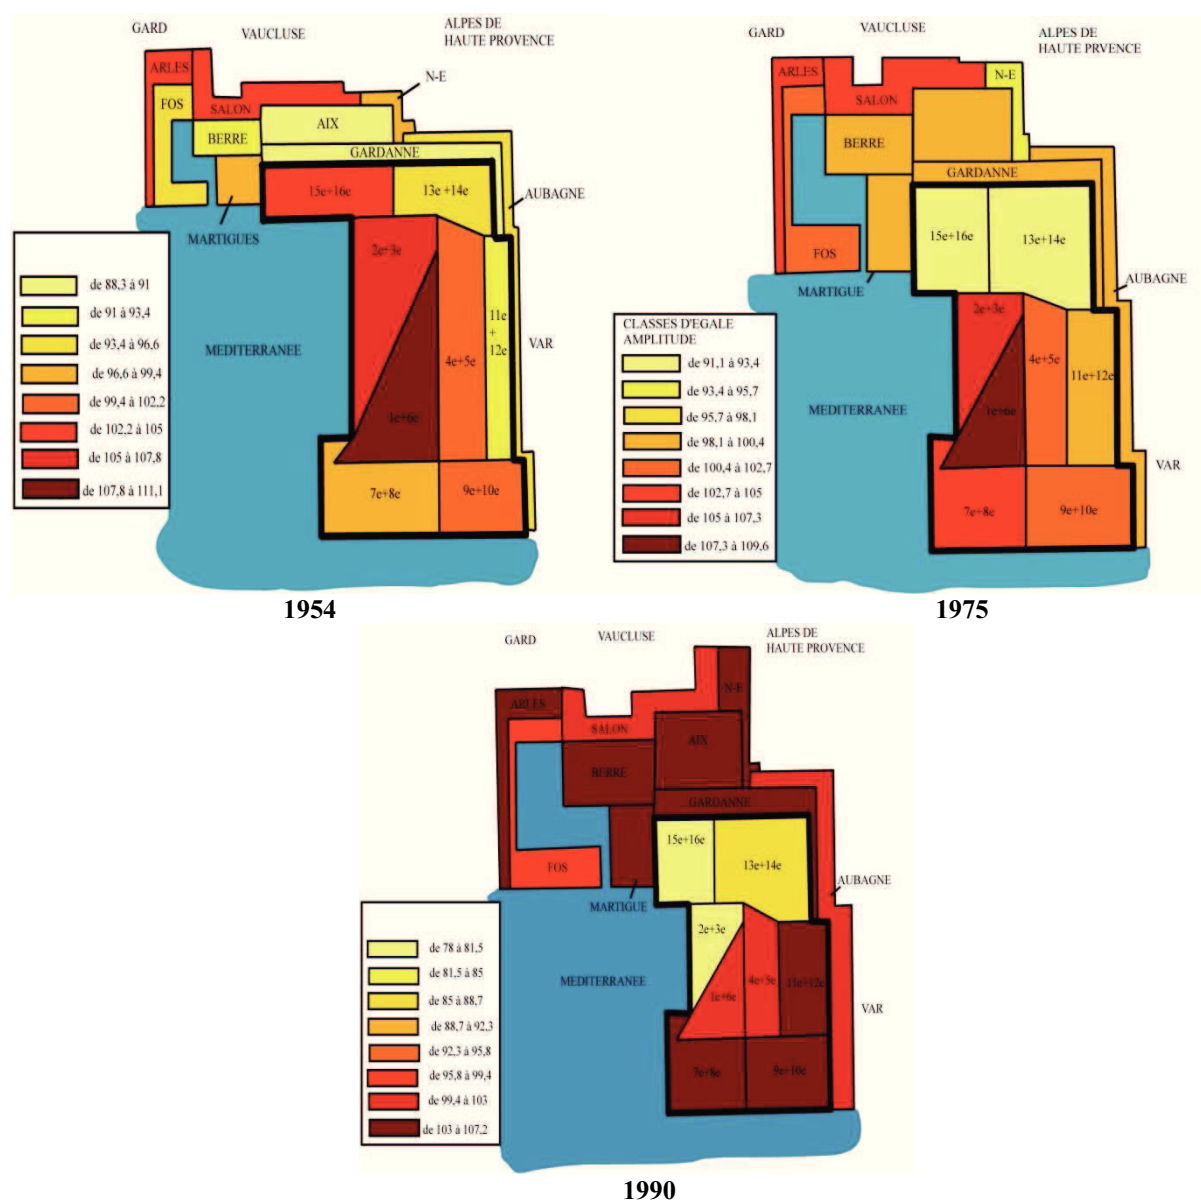 GARD
VAUCLUSE
ALPES DE
HAUTE PROVENCE
N-E
ARLES
FOS
SALON
BERRE
AIX
GARDANNE
15e+16e
13e +14e
AUBAGNE
MARTIGUES
2e+3e
MEDITERRANEE
11e
+
12e
4e+5e
VAR
1e+6e
7e+8e
9e+10e
de 88,3 à 91
de 91 à 93,4
de 93,4 à 96,6
de 96,6 à 99,4
de 99,4 à 102,2
de 102,2 à 105
de 105 à 107,8
de 107,8 à 111,1
1954
GARD
VAUCLUSE
ALPES DE
HAUTE PRVENCE
ARLES
N-E
SALON
BERRE
GARDANNE
15e+16e
13e+14e
FOS
MARTIGUE
AUBAGNE
2e+3e
4e+5e
11e+12e
MEDITERRANEE
1e+6e
VAR
7e+8e
9e+10e
CLASSES D'EGALE
AMPLITUDE
de 91,1 à 93,4
de 93,4 à 95,7
de 95,7 à 98,1
de 98,1 à 100,4
de 100,4 à 102,7
de 102,7 à 105
de 105 à 107,3
de 107,3 à 109,6
1975
GARD
VAUCLUSE
ALPES DE
HAUTE PROVENCE
ARLES
N-E
SALON
AIX
BERRE
GARDANNE
15e+16e
13e+14e
FOS
MARTIGUE
AUBAGNE
2e+3e
MEDITERRANEE
4e+5e
11e+12e
1e+6e
VAR
7e+8e
9e+10e
de 78 à 81,5
de 81,5 à 85
de 85 à 88,7
de 88,7 à 92,3
de 92,3 à 95,8
de 95,8 à 99,4
de 99,4 à 103
de 103 à 107,2
1990